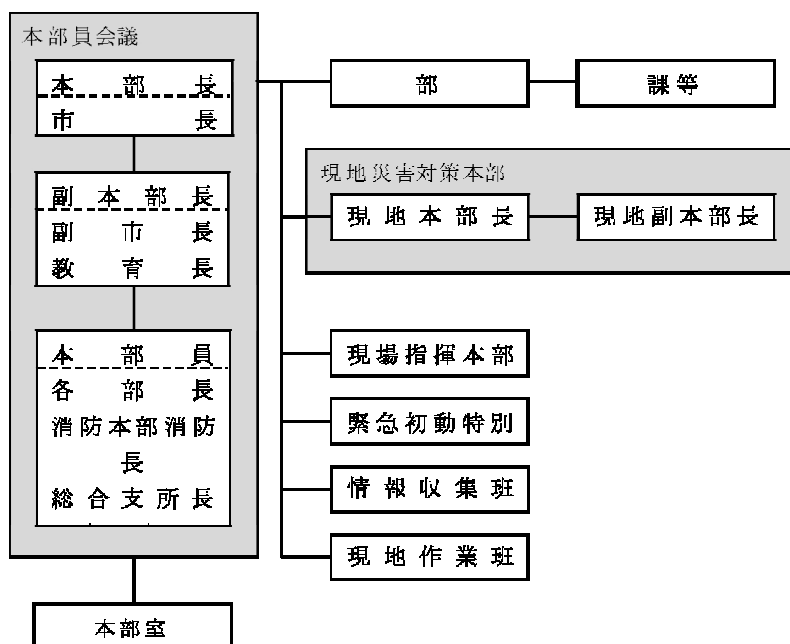 本部員会議
本部長
市長
副本部長
副市長
教育長
本部員
各部長
消防本部消防
長
総合支所長
本部室
部
課等
現地災害対策本部
現地本部長
現地副本部長
現場指揮本部
緊急初動特別
情報収集班
現地作業班